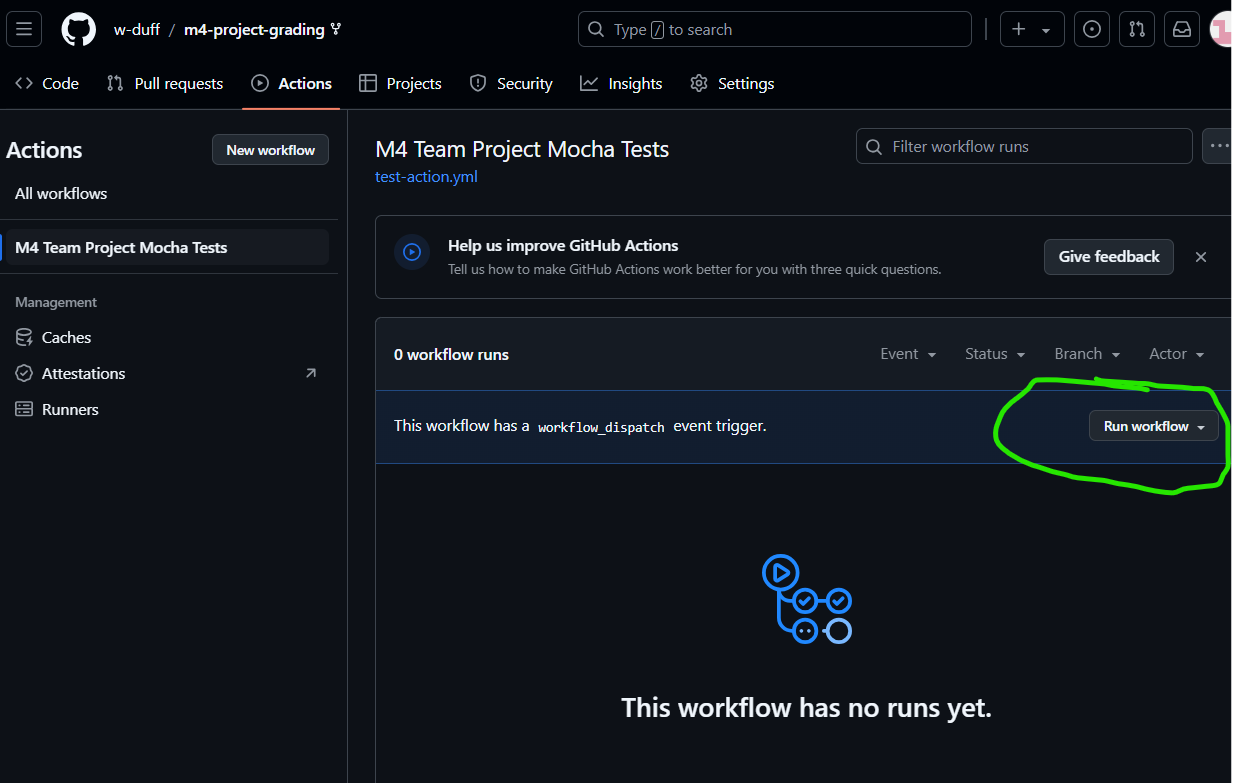 w-duff / m4-project-grading
Type / to search
Code Pull requests Actions Projects Security Insights Settings
Actions
New workflow
All workflows
M4 Team Project Mocha Tests
Management
Caches
Attestations
Runners
M4 Team Project Mocha Tests
test-action.yml
Filter workflow runs
Help us improve GitHub Actions
Tell us how to make GitHub Actions work better for you with three quick questions.
Give feedback
0 workflow runs
Event Status Branch Actor
This workflow has a workflow_dispatch event trigger.
Run workflow
This workflow has no runs yet.